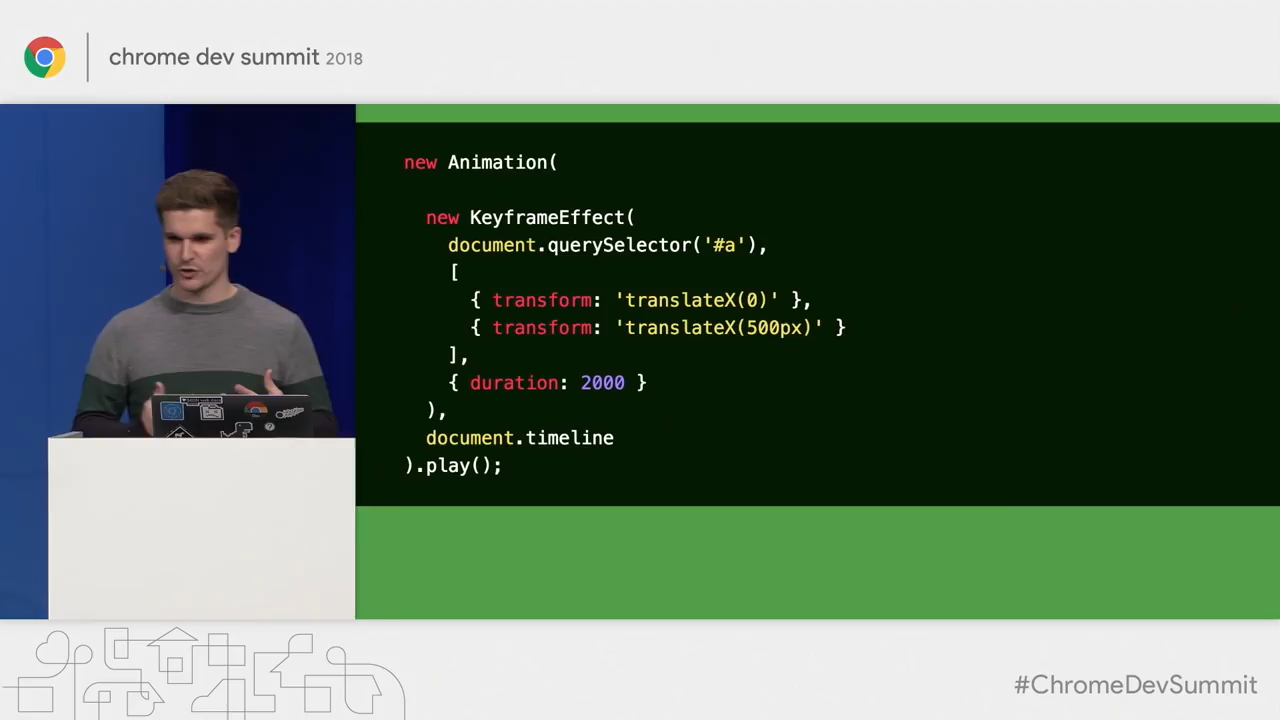 chrome dev summit 2018
new Animation(
new KeyframeEffect(
document.querySelector('#a'),
[
{ transform: 'translateX(0)' },
{ transform: 'translateX(500px)' }
],
{ duration: 2000 }
),
document.timeline
).play();
#ChromeDevSummit